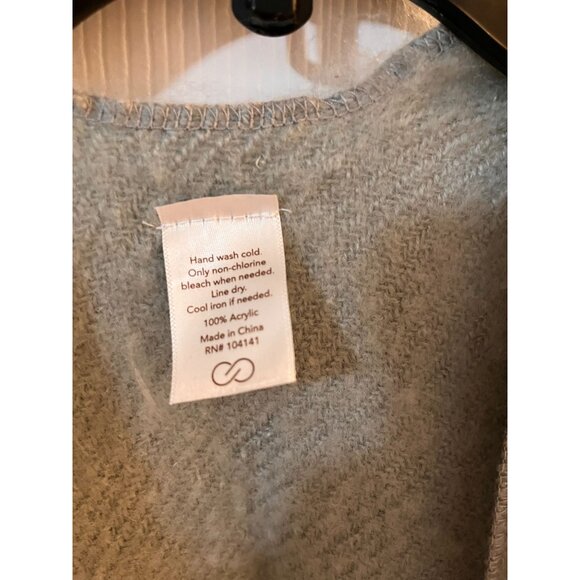 Hand wash cold.
Only non-chlorine
bleach when needed.
Line dry.
Cool iron if needed.
100% Acrylic
Made in China
RN# 104141